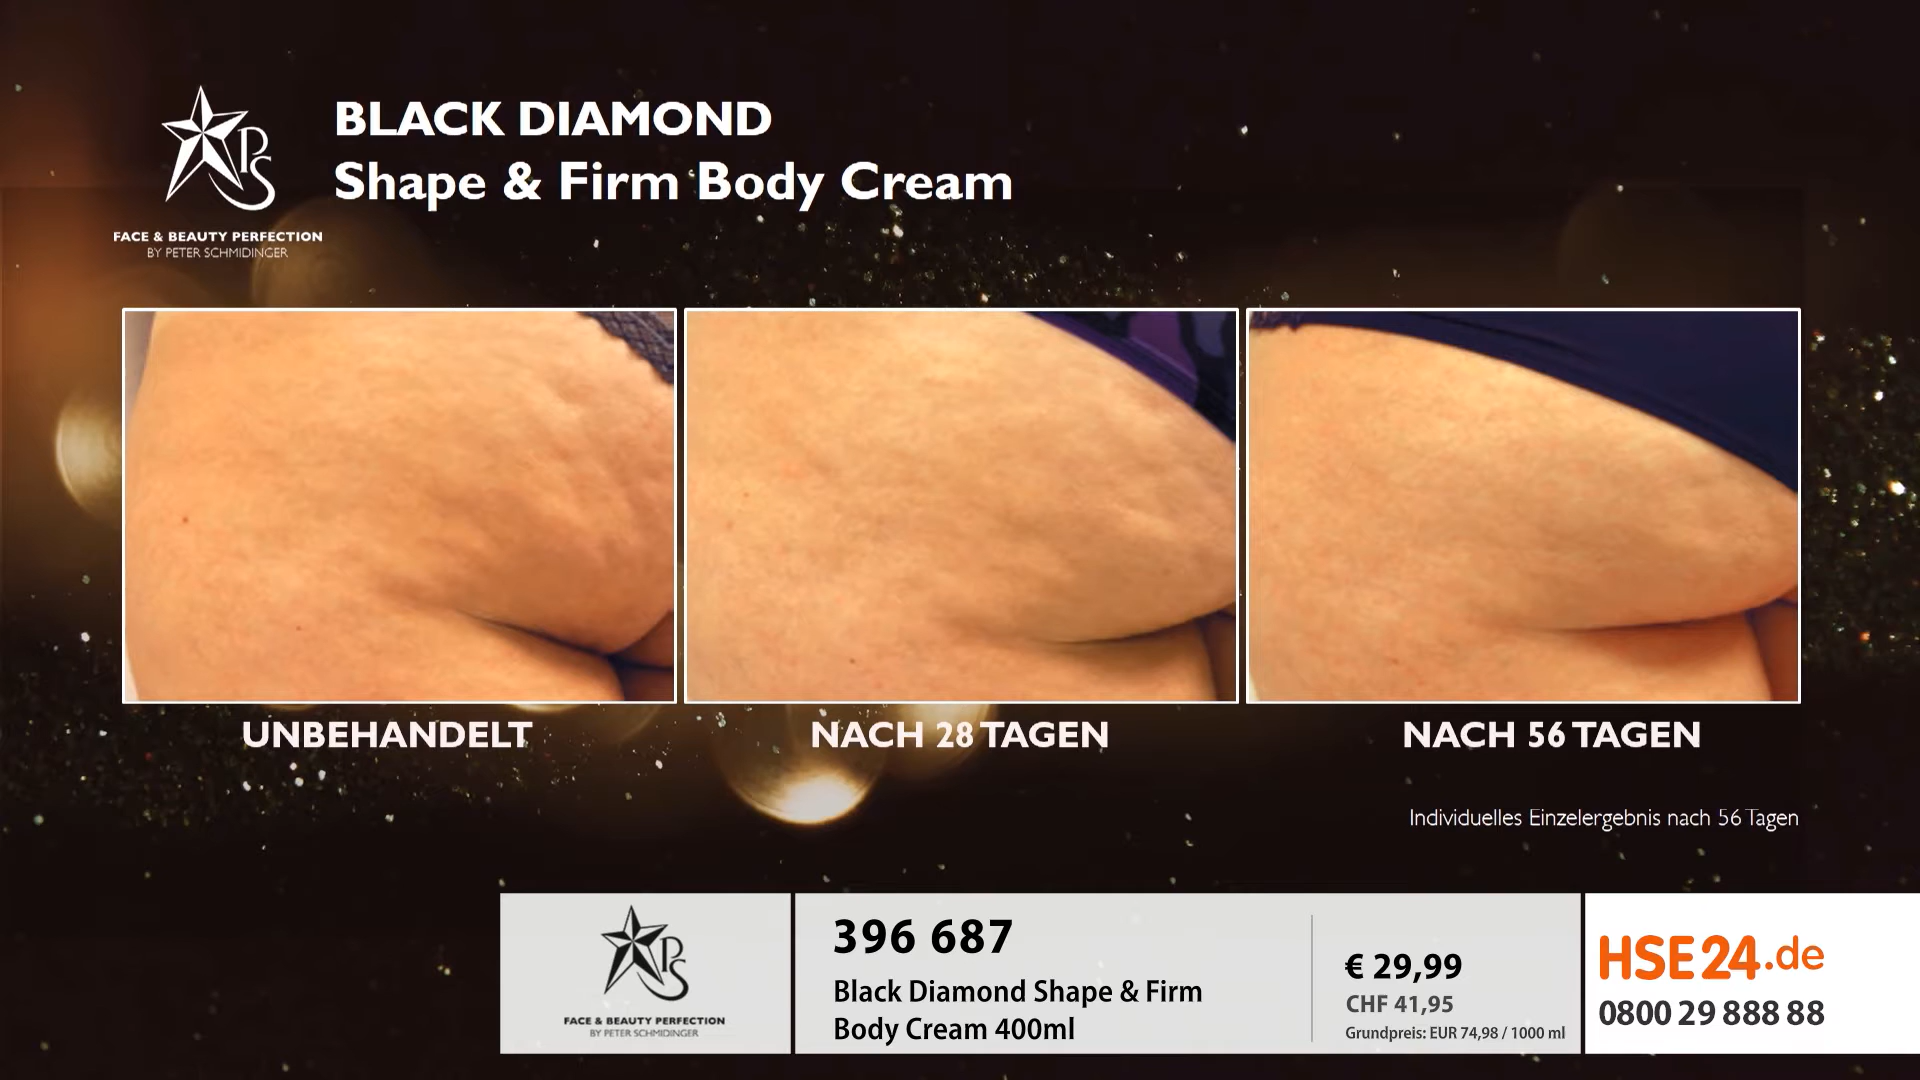 BLACK DIAMOND
Shape & Firm Body Cream
PS
FACE & BEAUTY PERFECTION
BY PETER SCHMIDINGER
UNBEHANDELT
NACH 28 TAGEN
NACH 56 TAGEN
Individuelles Einzelergebnis nach 56 Tagen
PS
FACE & BEAUTY PERFECTION
BY PETER SCHMIDINGER
396 687
Black Diamond Shape & Firm
Body Cream 400ml
€ 29,99
CHF 41,95
Grundpreis: EUR 74,98 / 1000 ml
HSE24.de
0800 29 888 88